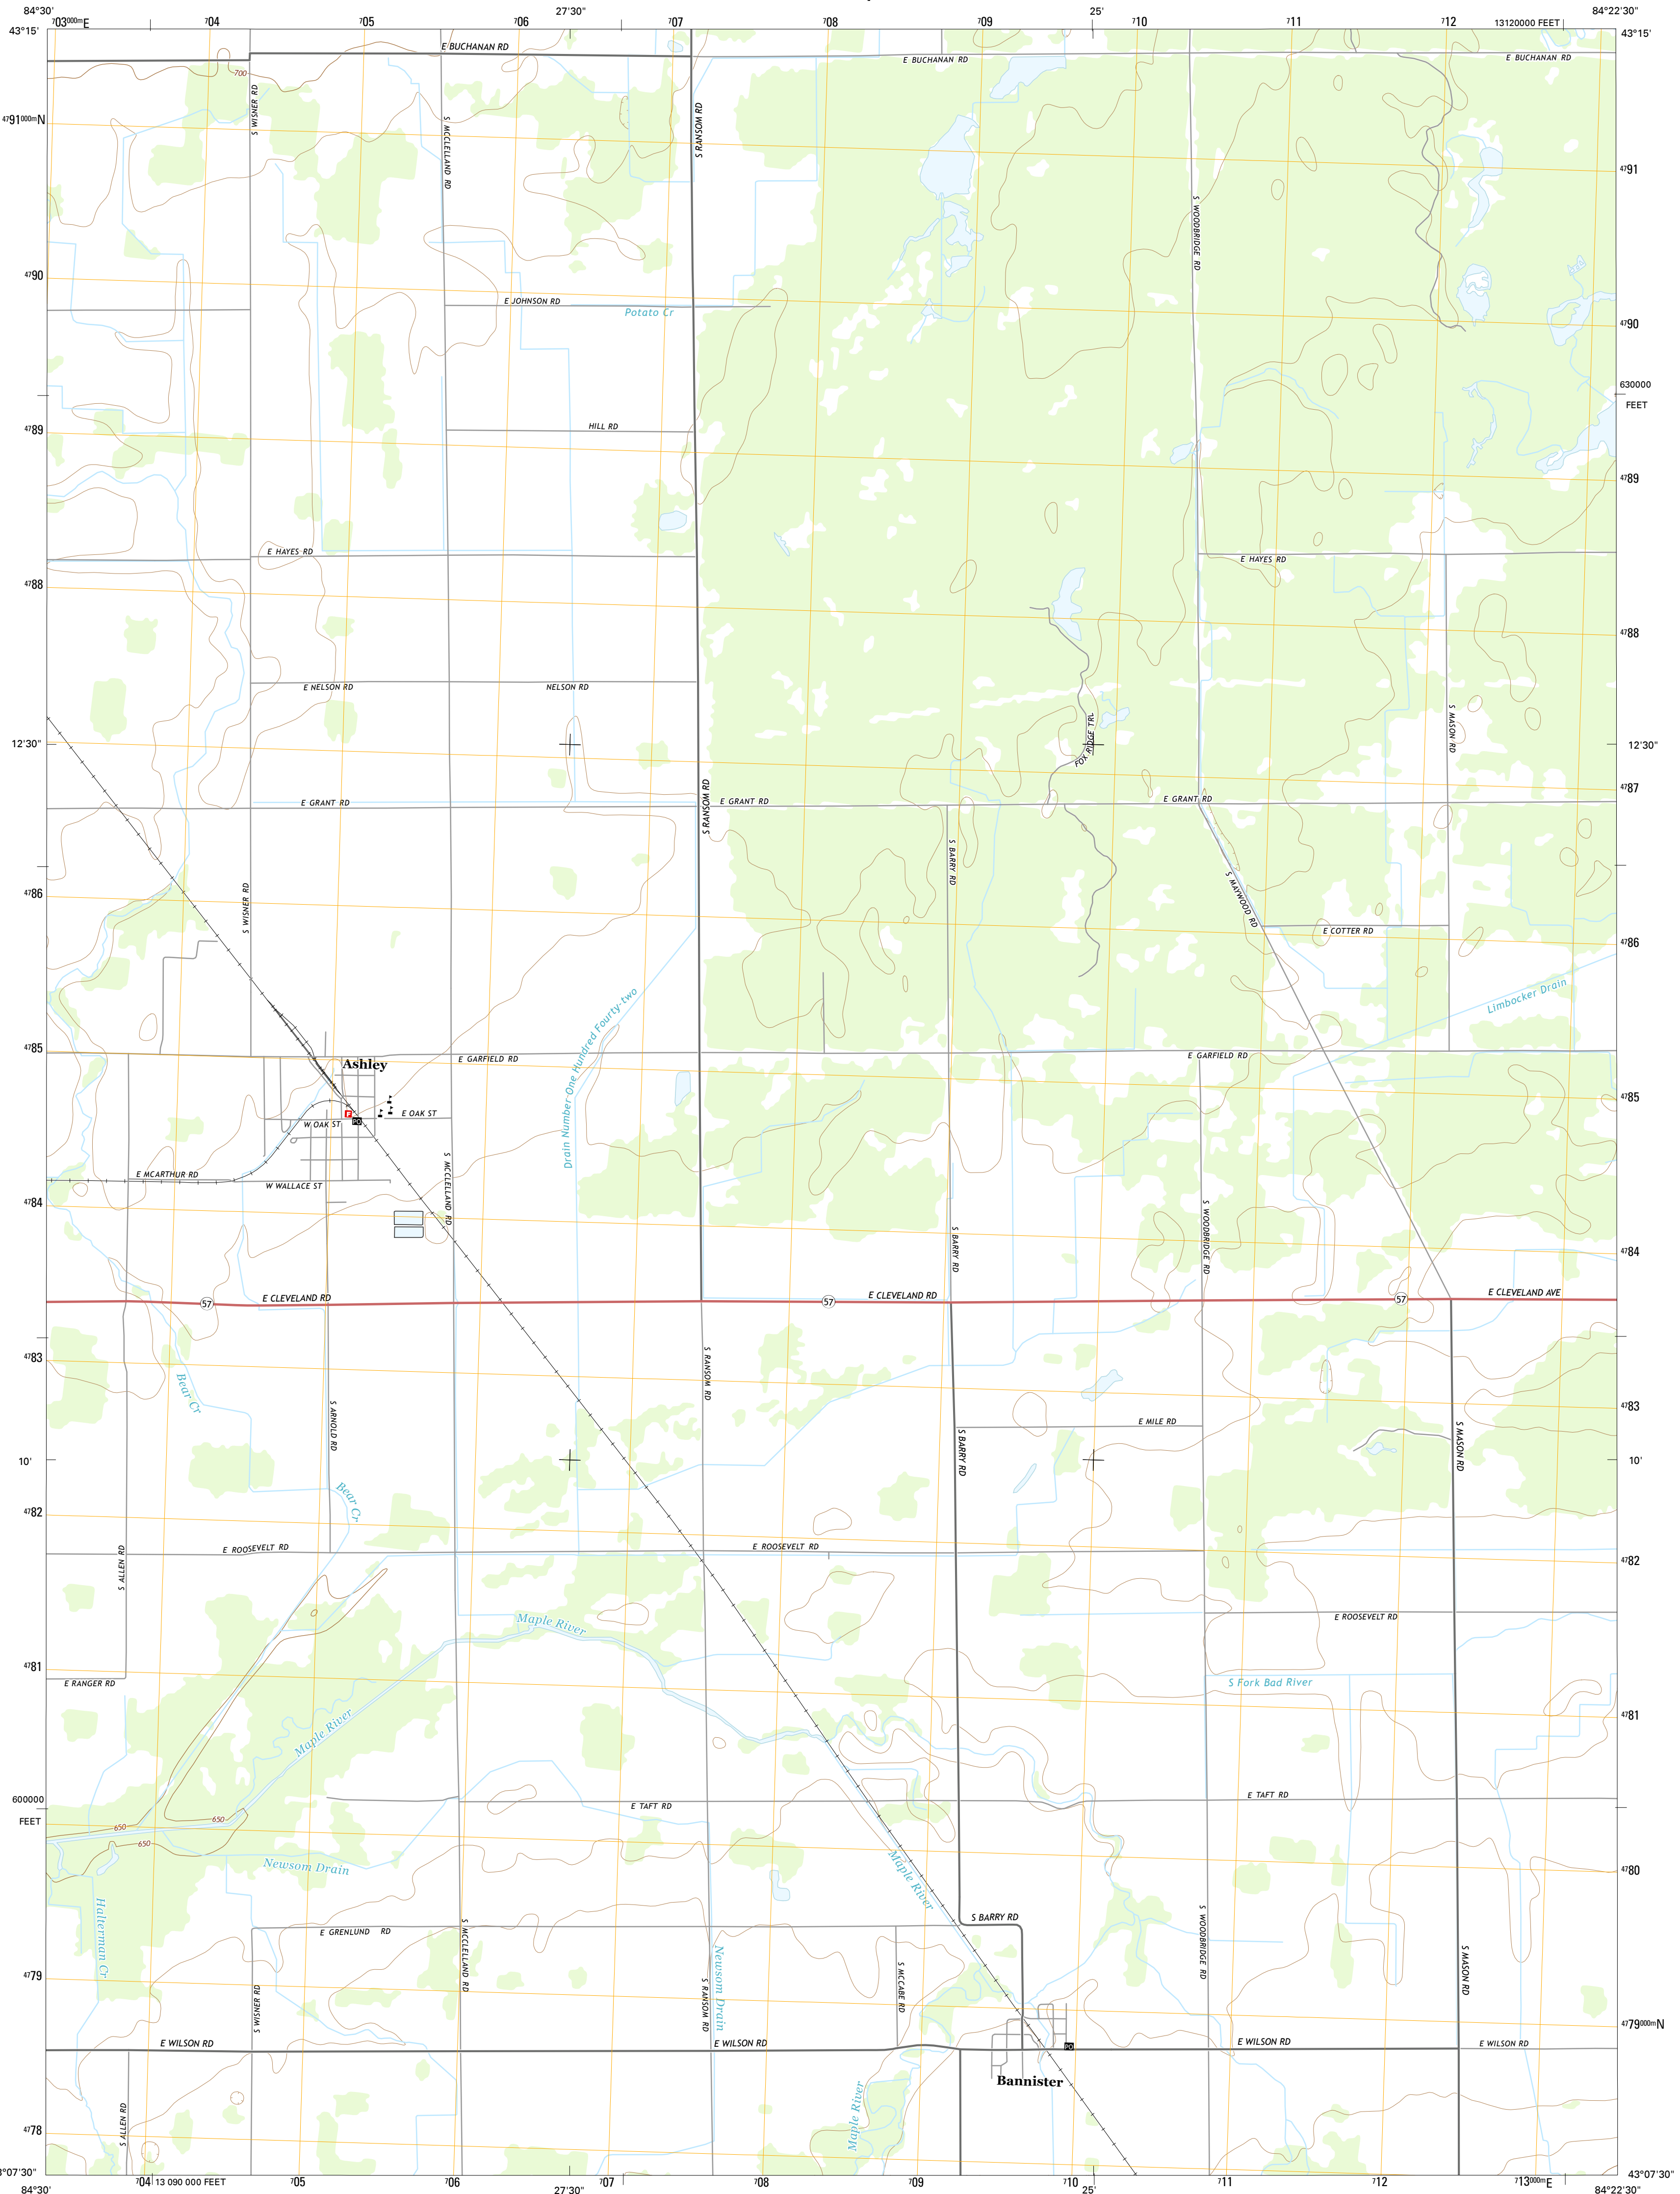 84°30' ⁷03⁰⁰⁰ᵐE ⁷04 ⁷05 ⁷06 27'30" ⁷07 ⁷08 ⁷09 25' ⁷10 ⁷11 ⁷12 13120000 FEET 84°22'30"
43°15' 43°15'
E BUCHANAN RD
E BUCHANAN RD
E BUCHANAN RD
700
S WISNER RD
S MCCLELLAND RD
S RANSOM RD
⁴⁷91⁰⁰⁰ᵐN
⁴⁷91
S WOODBRIDGE RD
⁴⁷90
E JOHNSON RD
Potato Cr
⁴⁷90
630000
FEET
HILL RD
⁴⁷89
⁴⁷89
E HAYES RD
E HAYES RD
⁴⁷88
⁴⁷88
E NELSON RD
NELSON RD
S MASON RD
FOX RIDGE TRL
12'30"
12'30"
⁴⁷87
E GRANT RD
S RANSOM RD
E GRANT RD
E GRANT RD
S BARRY RD
S WISNER RD
S MAYWOOD RD
E COTTER RD
⁴⁷86
⁴⁷86
Limbocker Drain
Drain Number One Hundred Fourty-two
⁴⁷85
E GARFIELD RD
E GARFIELD RD
Ashley
⁴⁷85
F
PO
E OAK ST
W OAK ST
E MCARTHUR RD
W WALLACE ST
S MCCLELLAND RD
⁴⁷84
S BARRY RD
S WOODBRIDGE RD
⁴⁷84
57
E CLEVELAND RD
57
E CLEVELAND RD
57
E CLEVELAND AVE
⁴⁷83
Bear Cr
S ARNOLD RD
S RANSOM RD
⁴⁷83
E MILE RD
S BARRY RD
S MASON RD
10'
10'
Bear Cr
⁴⁷82
S ALLEN RD
E ROOSEVELT RD
E ROOSEVELT RD
⁴⁷82
Maple River
E ROOSEVELT RD
⁴⁷81
E RANGER RD
S Fork Bad River
Maple River
⁴⁷81
600000
FEET
650
650
650
E TAFT RD
E TAFT RD
Newsom Drain
Maple River
⁴⁷80
Halterman Cr
E GRENLUND RD
S MCCLELLAND RD
S BARRY RD
S WOODBRIDGE RD
S MASON RD
⁴⁷79
S WISNER RD
S RANSOM RD
Newsom Drain
S MCCABE RD
⁴⁷79⁰⁰⁰ᵐN
E WILSON RD
E WILSON RD
PO
E WILSON RD
E WILSON RD
Bannister
S ALLEN RD
Maple River
⁴⁷78
3°07'30"
43°07'30"
84°30' ⁷04 13 090 000 FEET ⁷05 ⁷06 27'30" ⁷07 ⁷08 ⁷09 ⁷10 25' ⁷11 ⁷12 ⁷13⁰⁰⁰ᵐE 84°22'30"